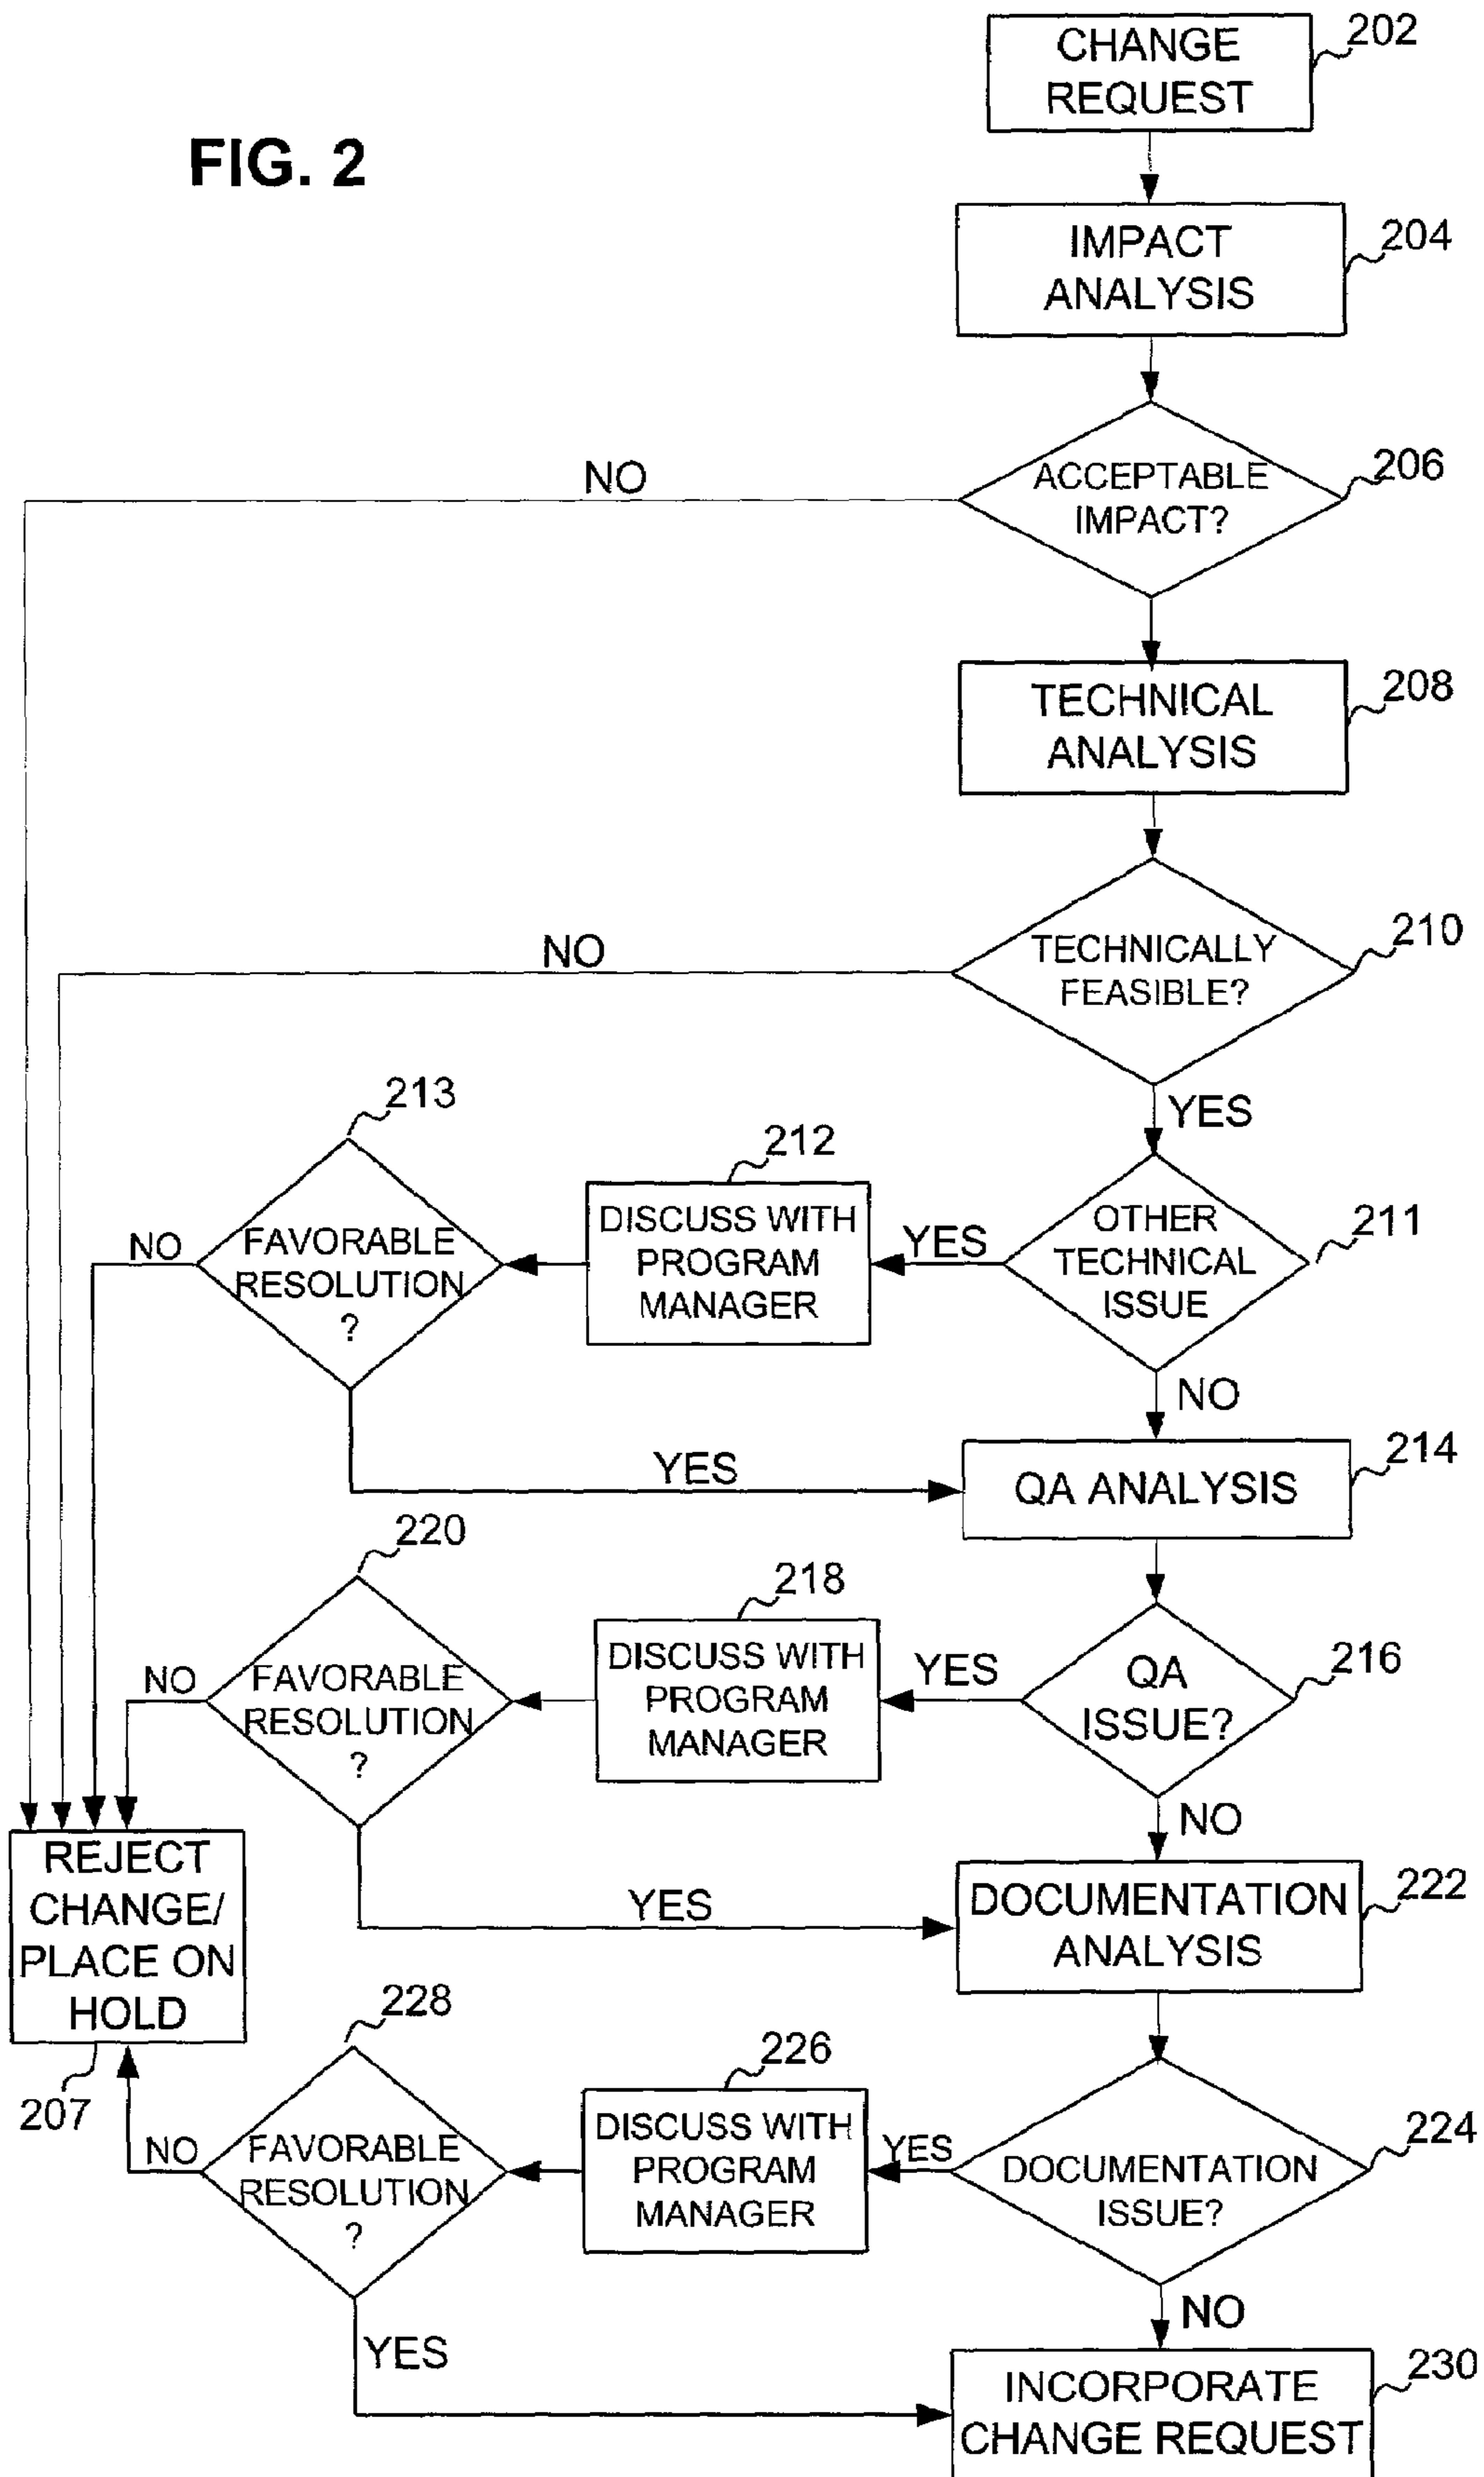 FIG. 2
CHANGE
REQUEST
202
IMPACT
ANALYSIS
204
ACCEPTABLE
IMPACT?
206
NO
TECHNICAL
ANALYSIS
208
TECHNICALLY
FEASIBLE?
210
NO
YES
OTHER
TECHNICAL
ISSUE
211
YES
DISCUSS WITH
PROGRAM
MANAGER
212
FAVORABLE
RESOLUTION
?
213
NO
NO
YES
QA ANALYSIS
214
QA
ISSUE?
216
YES
DISCUSS WITH
PROGRAM
MANAGER
218
FAVORABLE
RESOLUTION
?
220
NO
NO
YES
REJECT
CHANGE/
PLACE ON
HOLD
207
DOCUMENTATION
ANALYSIS
222
DOCUMENTATION
ISSUE?
224
YES
DISCUSS WITH
PROGRAM
MANAGER
226
FAVORABLE
RESOLUTION
?
228
NO
NO
YES
INCORPORATE
CHANGE REQUEST
230